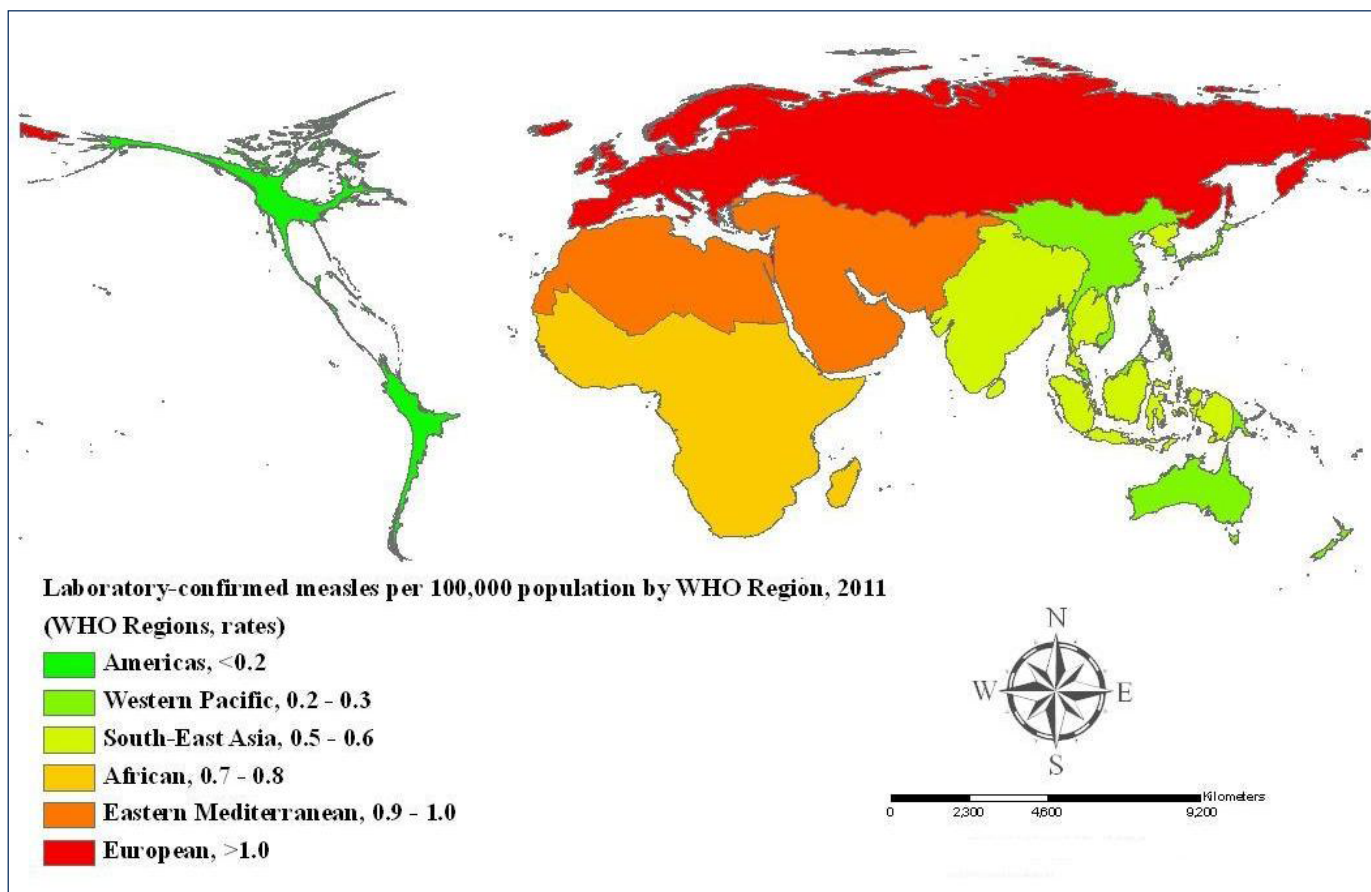 Laboratory-confirmed measles per 100,000 population by WHO Region, 2011
(WHO Regions, rates)
Americas, <0.2
Western Pacific, 0.2 - 0.3
South-East Asia, 0.5 - 0.6
African, 0.7 - 0.8
Eastern Mediterranean, 0.9 - 1.0
European, >1.0
N
W E
S
Kilometers
0 2,300 4,600 9,200